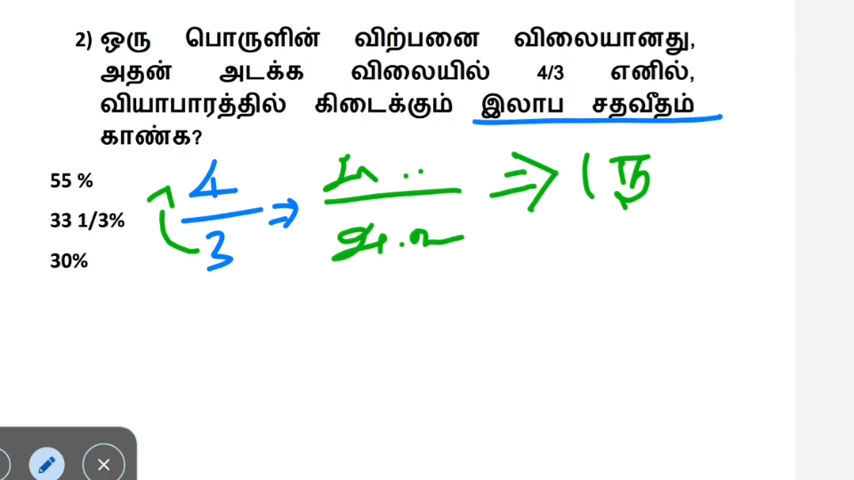 2) ஒரு பொருளின் விற்பனை விலையானது,
அதன் அடக்க விலையில் 4/3 எனில்,
வியாபாரத்தில் கிடைக்கும் இலாப சதவீதம்
காண்க?
55 %
33 1/3%
30%
4
3